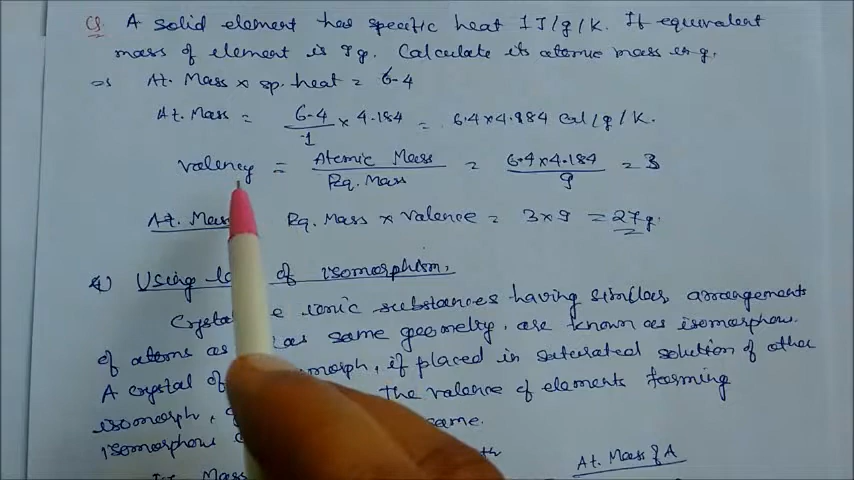 Q. A solid element has specific heat 1 J/g/K. If equivalent
mass of element is 9g. Calculate its atomic mass in g.
⇒ At. Mass × sp. heat = 6.4
At. Mass = 6.4/1 × 4.184 = 6.4×4.184 Cal/g/K.
Valency = Atomic Mass/Eq. Mass = 6.4×4.184/9 = 3
At. Mass Eq. Mass × Valence = 3×9 = 27g.
4) Using of isomorphism.
ionic substances having similar arrangements
of atoms as same geometry, are known as isomorphous.
A crystal of if placed in saturated solution of other
isomorph, the valence of elements forming
isomorphous same.
Mass At. Mass of A